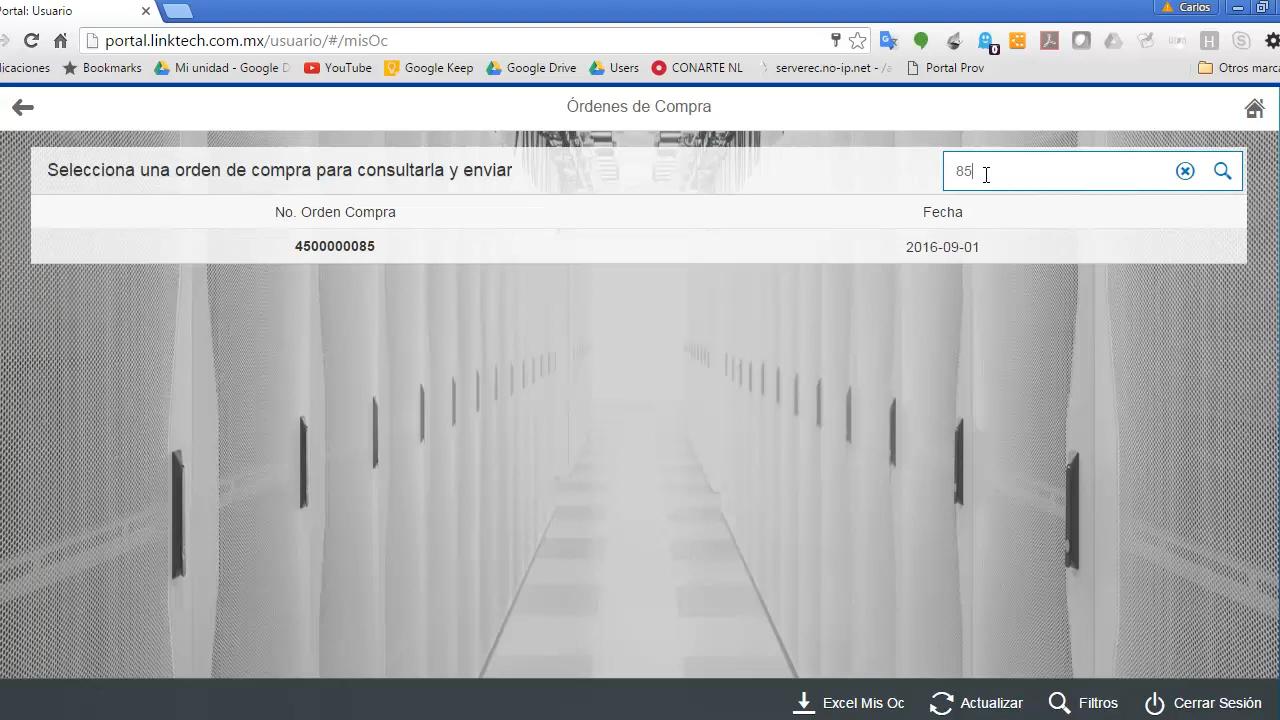 Portal: Usuario
Carlos
portal.linktech.com.mx/usuario/#/misOc
0
licaciones Bookmarks Mi unidad - Google D YouTube Google Keep Google Drive Users CONARTE NL serverec.no-ip.net - /a Portal Prov Otros marca
Órdenes de Compra
Selecciona una orden de compra para consultarla y enviar 85
No. Orden Compra Fecha
4500000085 2016-09-01
Excel Mis Oc Actualizar Filtros Cerrar Sesión